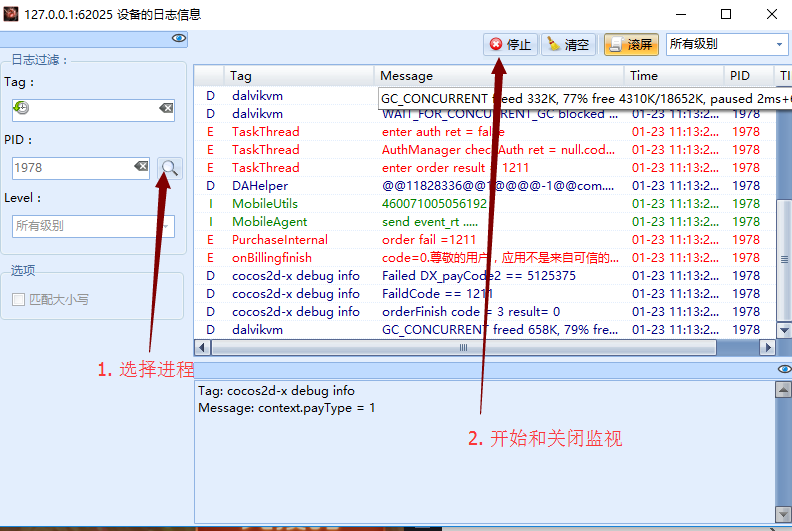 127.0.0.1:62025 设备的日志信息
停止 清空 滚屏 所有级别
日志过滤：
Tag：
PID：
1978
Level：
所有级别
选项
匹配大小写
1. 选择进程
Tag Message Time PID TI
D dalvikvm GC_CONCURRENT freed 332K, 77% free 4310K/18652K, paused 2ms+6
D dalvikvm WAIT_FOR_CONCURRENT_GC blocked ... 01-23 11:13:2... 1978
E TaskThread enter auth ret = false 01-23 11:13:2... 1978
E TaskThread AuthManager checkAuth ret = null.cod... 01-23 11:13:2... 1978
E TaskThread enter order result = 1211 01-23 11:13:2... 1978
D DAHelper @@11828336@@1@@@@-1@@com.... 01-23 11:13:2... 1978
I MobileUtils 460071005056192 01-23 11:13:2... 1978
I MobileAgent send event_rt ..... 01-23 11:13:2... 1978
E PurchaseInternal order fail =1211 01-23 11:13:2... 1978
E onBillingfinish code=0.尊敬的用户，应用不是来自可信的... 01-23 11:13:2... 1978
D cocos2d-x debug info Failed DX_payCode2 == 5125375 01-23 11:13:2... 1978
D cocos2d-x debug info FaildCode == 1211 01-23 11:13:2... 1978
D cocos2d-x debug info orderFinish code = 3 result= 0 01-23 11:13:2... 1978
D dalvikvm GC_CONCURRENT freed 658K, 79% fre... 01-23 11:13:2... 1978
Tag: cocos2d-x debug info
Message: context.payType = 1
2. 开始和关闭监视